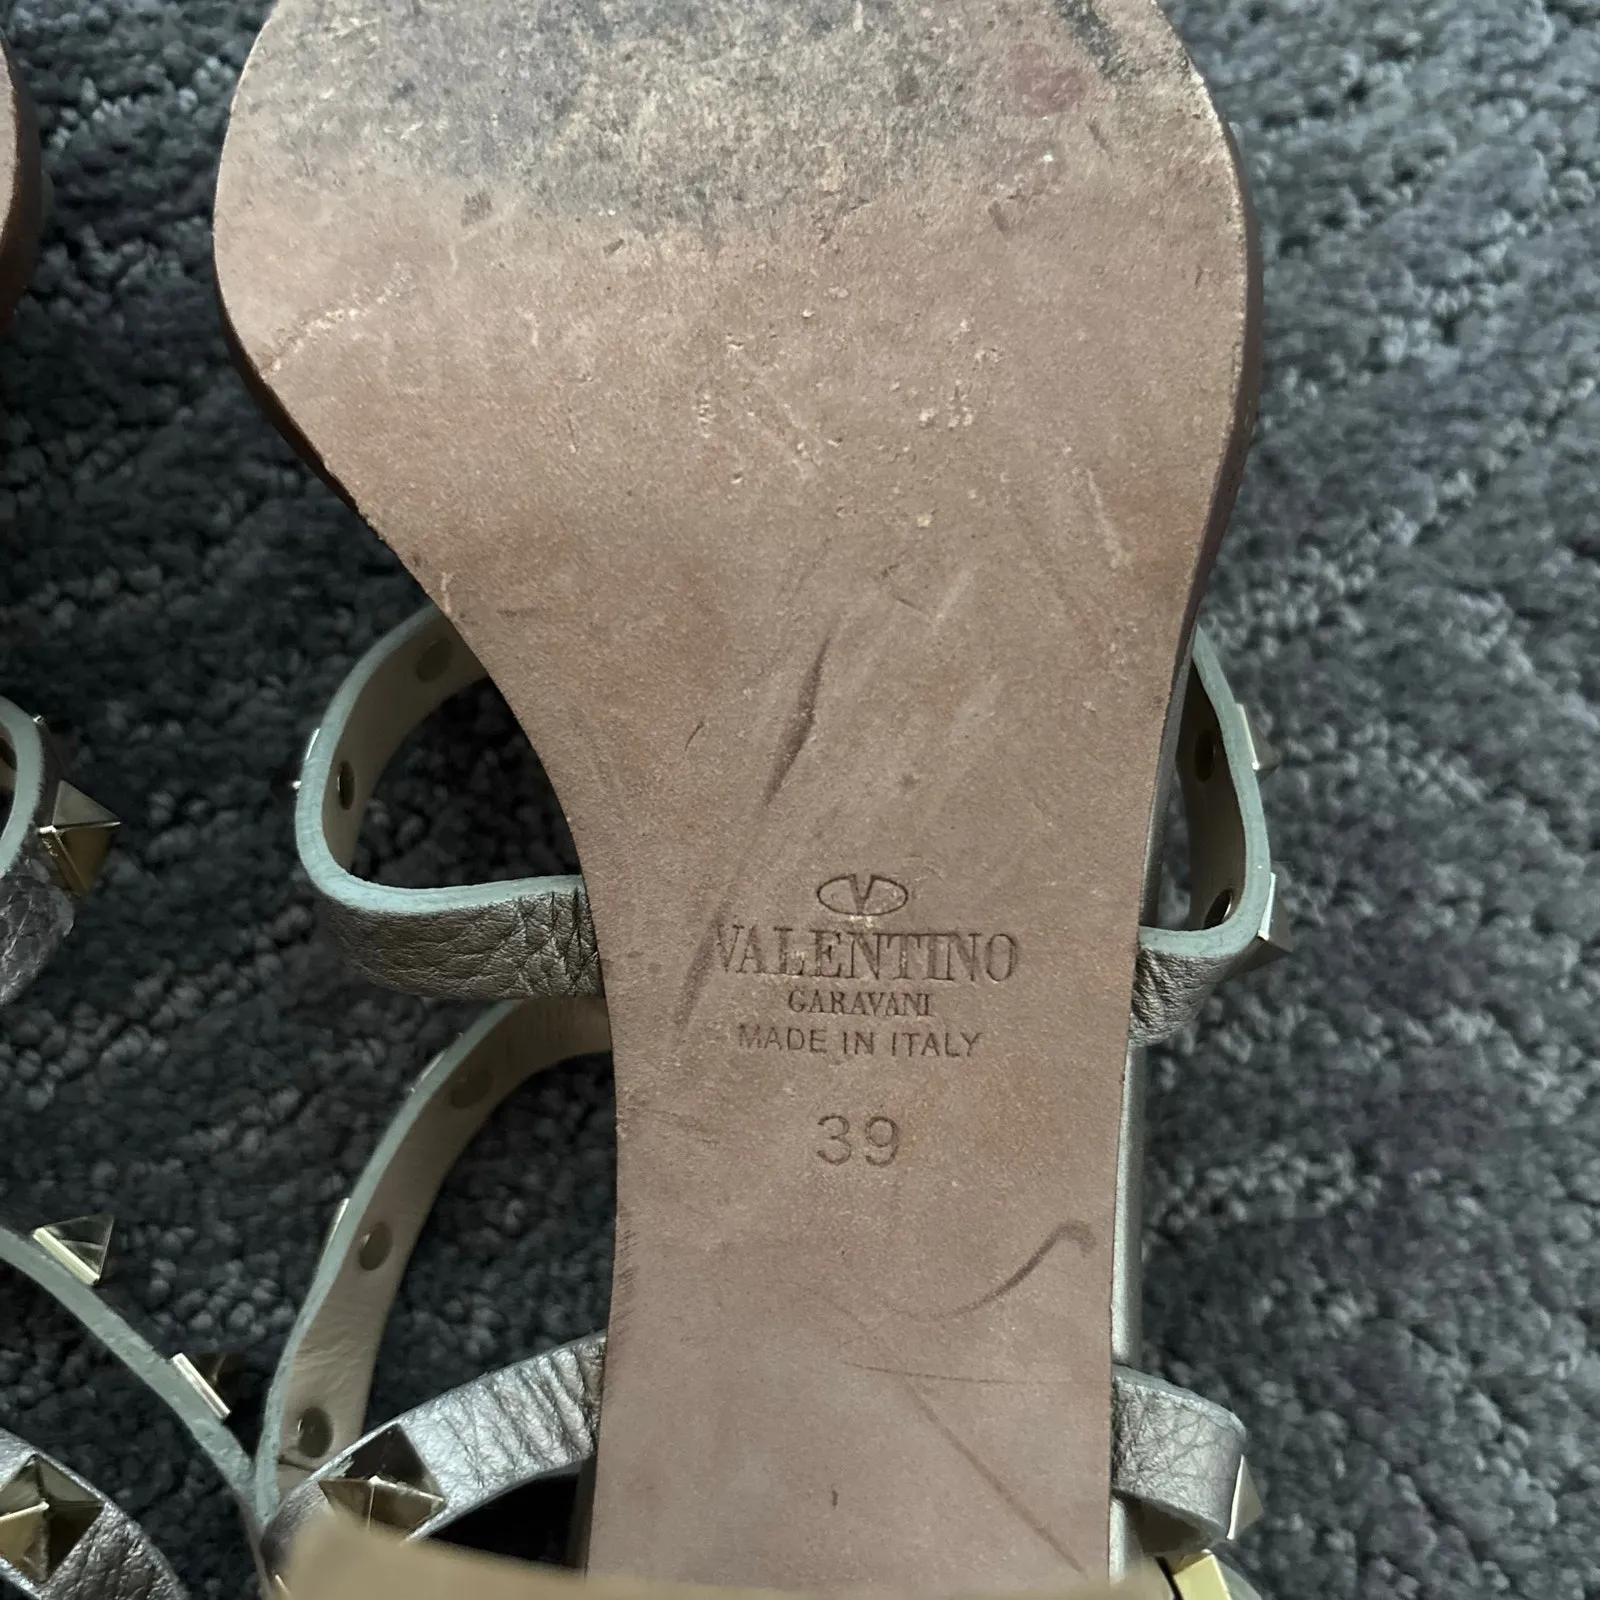 V
VALENTINO
GARAVANI
MADE IN ITALY
39